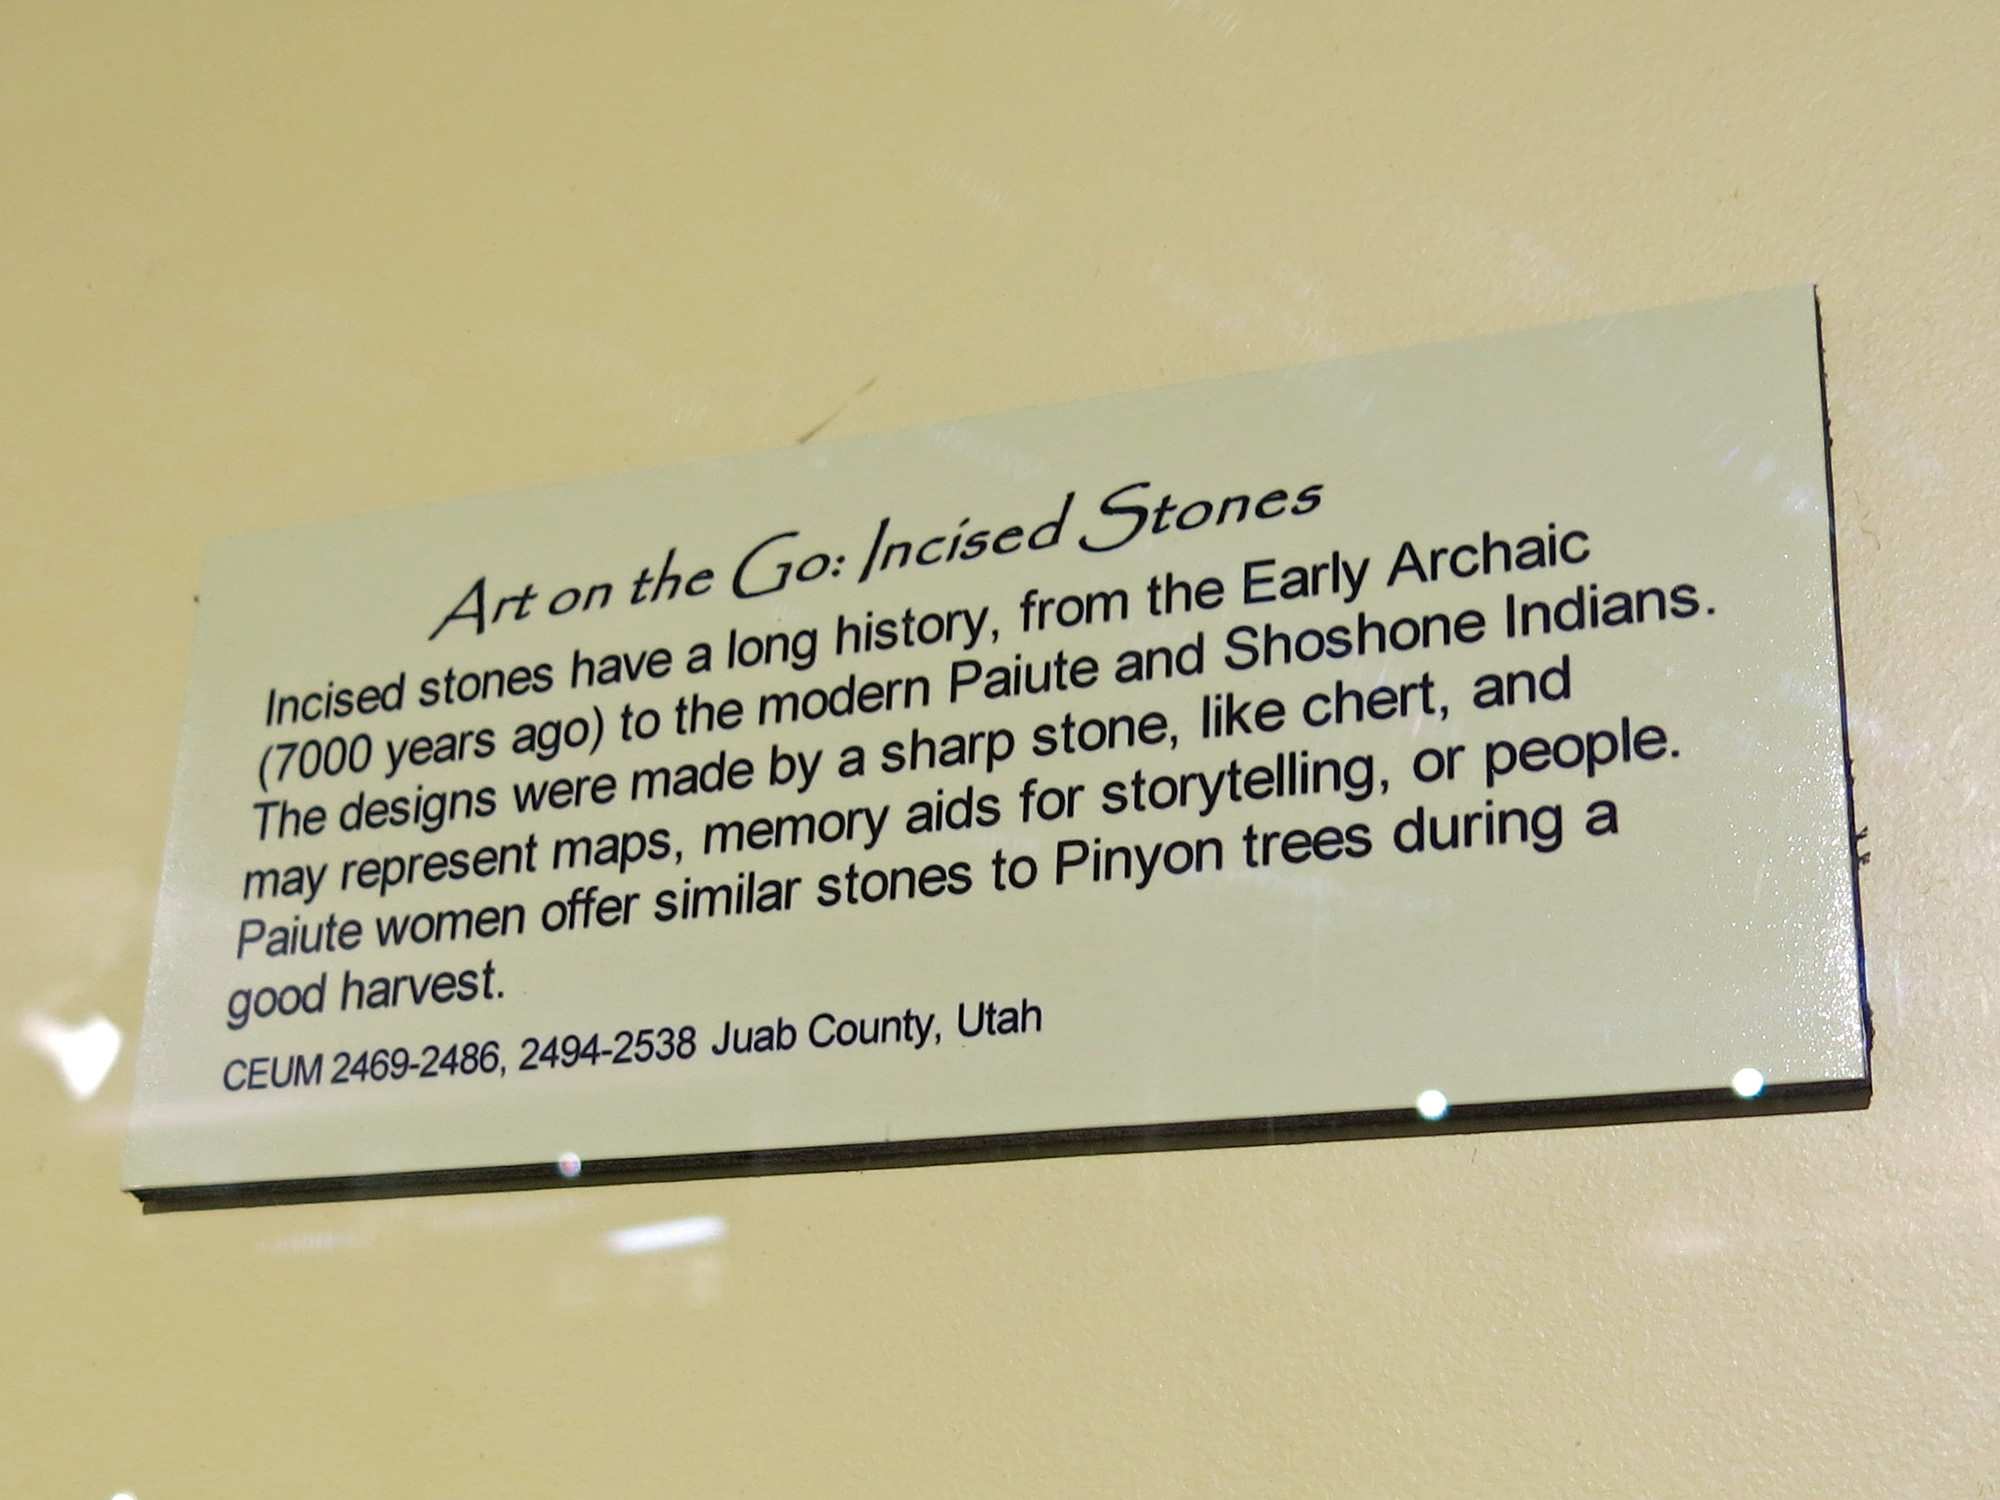 Art on the Go: Incised Stones
Incised stones have a long history, from the Early Archaic
(7000 years ago) to the modern Paiute and Shoshone Indians.
The designs were made by a sharp stone, like chert, and
may represent maps, memory aids for storytelling, or people.
Paiute women offer similar stones to Pinyon trees during a
good harvest.
CEUM 2469-2486, 2494-2538 Juab County, Utah